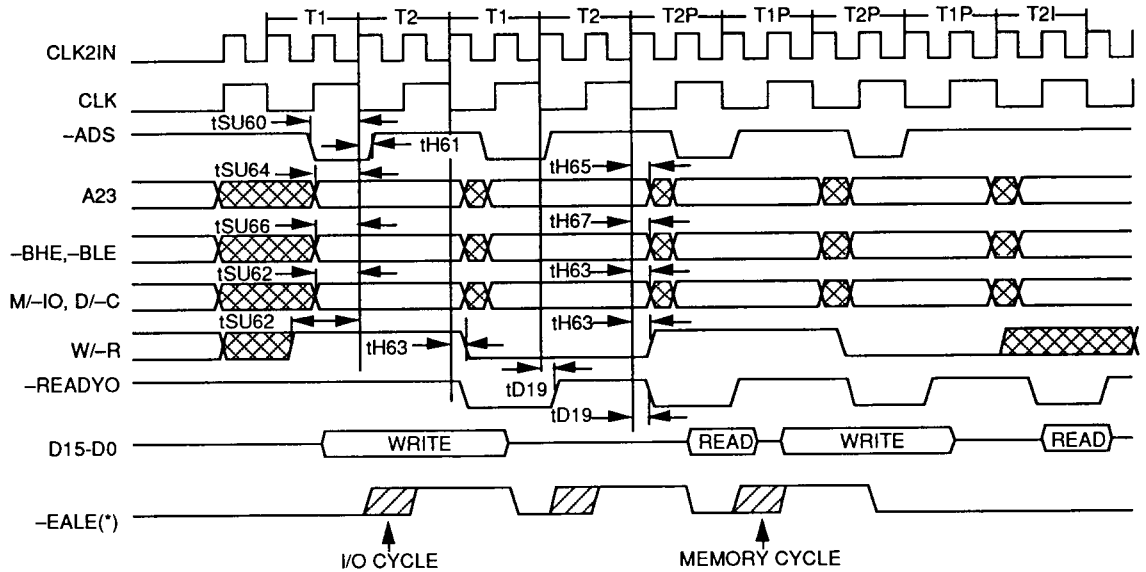 T1 T2 T1 T2 T2P T1P T2P T1P T2I
CLK2IN
CLK
tSU60
–ADS
tH61
tSU64
tH65
A23
tSU66
tH67
–BHE,–BLE
tSU62
tH63
M/–IO, D/–C
tSU62
tH63
W/–R
tH63
–READYO
tD19
tD19
D15-D0
WRITE READ WRITE READ
–EALE(*)
I/O CYCLE MEMORY CYCLE